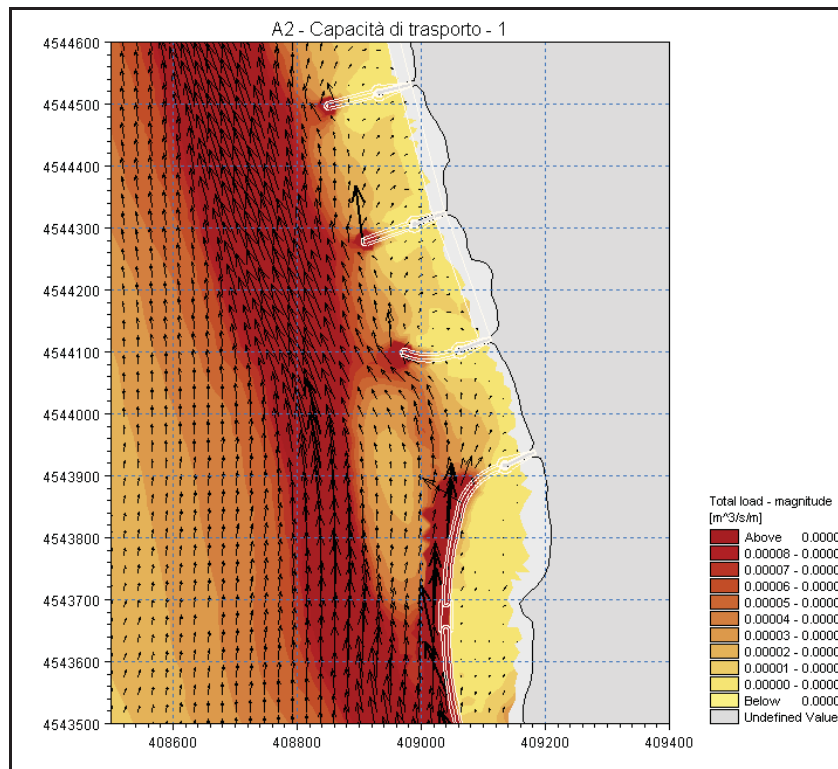 A2 - Capacità di trasporto - 1
4544600
4544500
4544400
4544300
4544200
4544100
4544000
4543900
4543800
4543700
4543600
4543500
408600 408800 409000 409200 409400
Total load - magnitude
[m^3/s/m]
Above 0.0000
0.00008 - 0.0000
0.00007 - 0.0000
0.00006 - 0.0000
0.00005 - 0.0000
0.00004 - 0.0000
0.00003 - 0.0000
0.00002 - 0.0000
0.00001 - 0.0000
0.00000 - 0.0000
Below 0.0000
Undefined Value